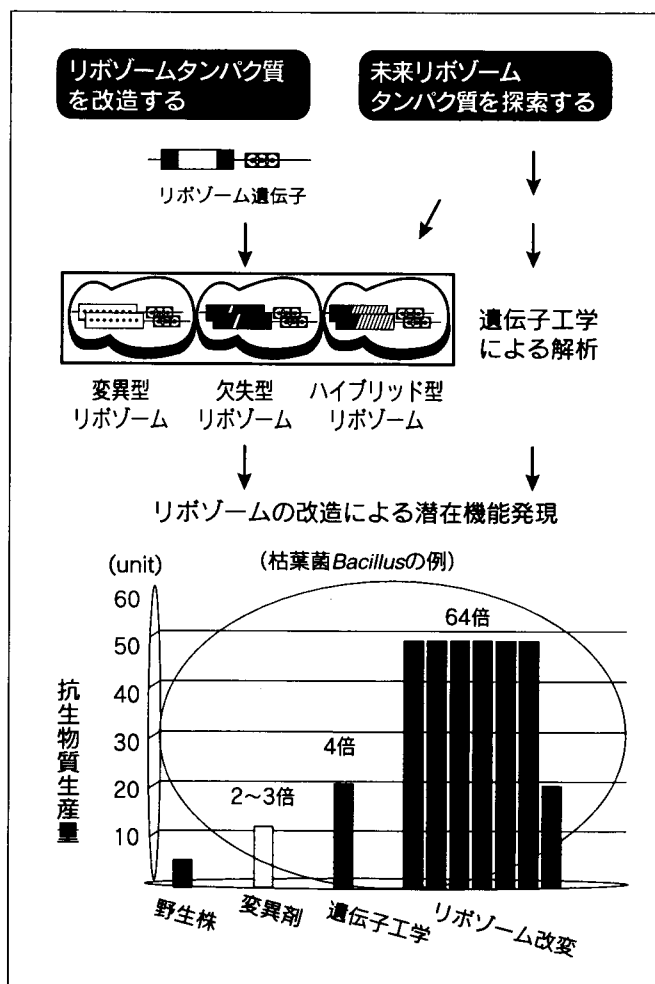 リボゾームタンパク質
を改造する
未来リボゾーム
タンパク質を探索する
リボゾーム遺伝子
変異型
リボゾーム
欠失型
リボゾーム
ハイブリッド型
リボゾーム
遺伝子工学
による解析
リボゾームの改造による潜在機能発現
(unit)
(枯葉菌Bacillusの例)
60
50
40
30
20
10
抗生物質生産量
2〜3倍
4倍
64倍
野生株
変異剤
遺伝子工学
リボゾーム改変